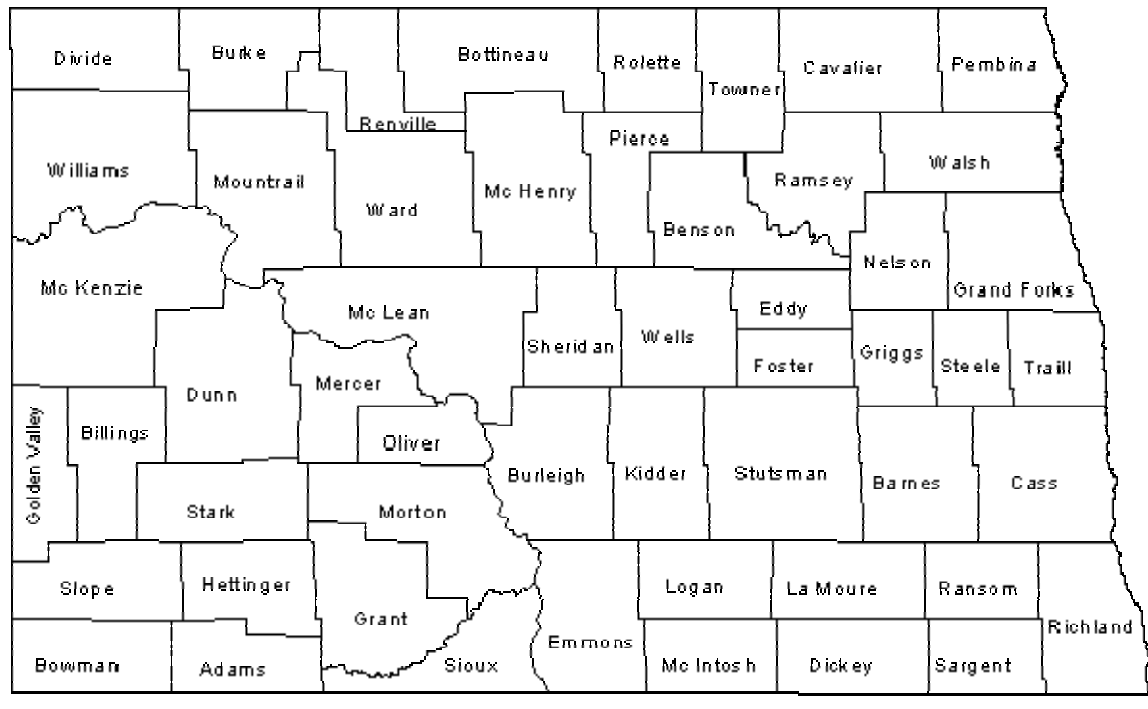 Divide
Burke
Bottineau
Rolette
Towner
Cavalier
Pembina
Renville
Pierce
Williams
Mountrail
Ward
Mc Henry
Benson
Ramsey
Walsh
Nelson
Grand Forks
Mc Kenzie
Mc Lean
Sheridan
Wells
Eddy
Foster
Griggs
Steele
Traill
Dunn
Mercer
Oliver
Golden Valley
Billings
Burleigh
Kidder
Stutsman
Barnes
Cass
Stark
Morton
Slope
Hettinger
Grant
Logan
La Moure
Ransom
Richland
Bowman
Adams
Sioux
Emmons
Mc Intosh
Dickey
Sargent